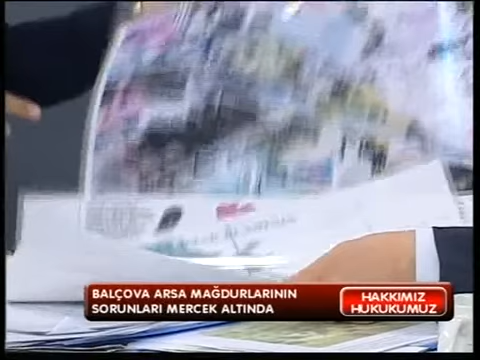 BALÇOVA ARSA MAĞDURLARININ
SORUNLARI MERCEK ALTINDA
HAKKIMIZ
HUKUKUMUZ